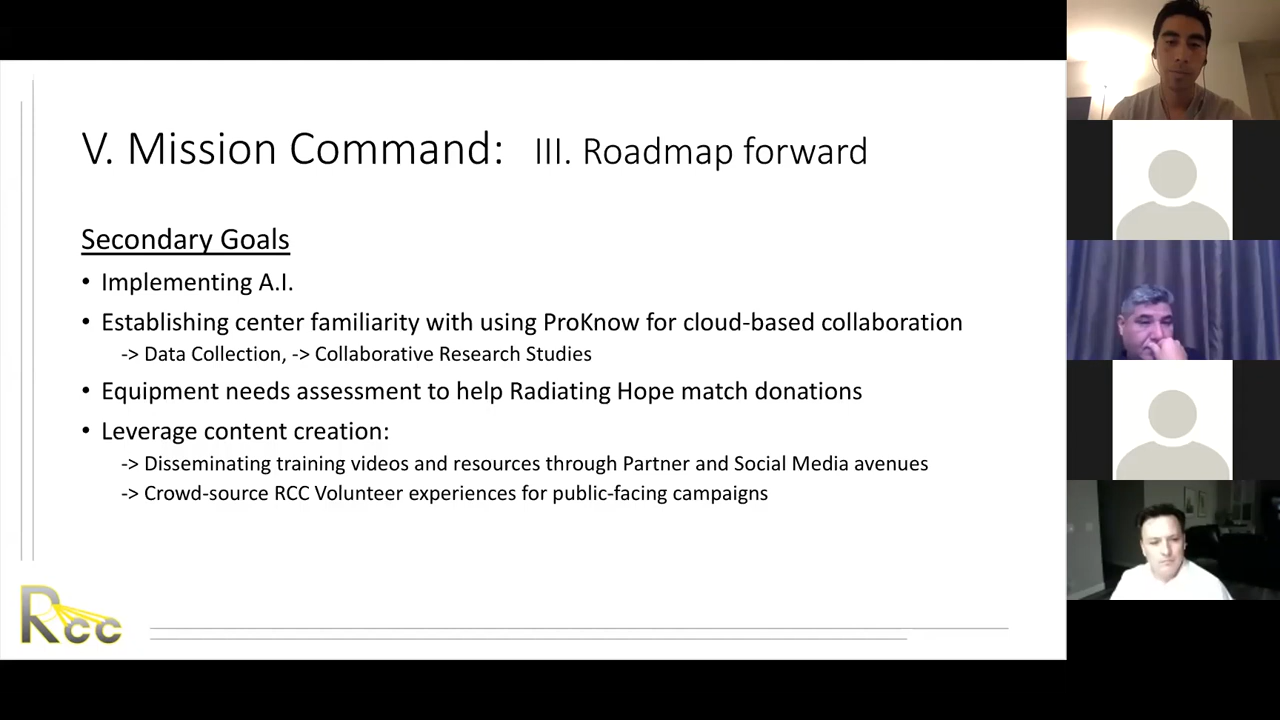 V. Mission Command: III. Roadmap forward
Secondary Goals
• Implementing A.I.
• Establishing center familiarity with using ProKnow for cloud-based collaboration
-> Data Collection, -> Collaborative Research Studies
• Equipment needs assessment to help Radiating Hope match donations
• Leverage content creation:
-> Disseminating training videos and resources through Partner and Social Media avenues
-> Crowd-source RCC Volunteer experiences for public-facing campaigns
Rcc